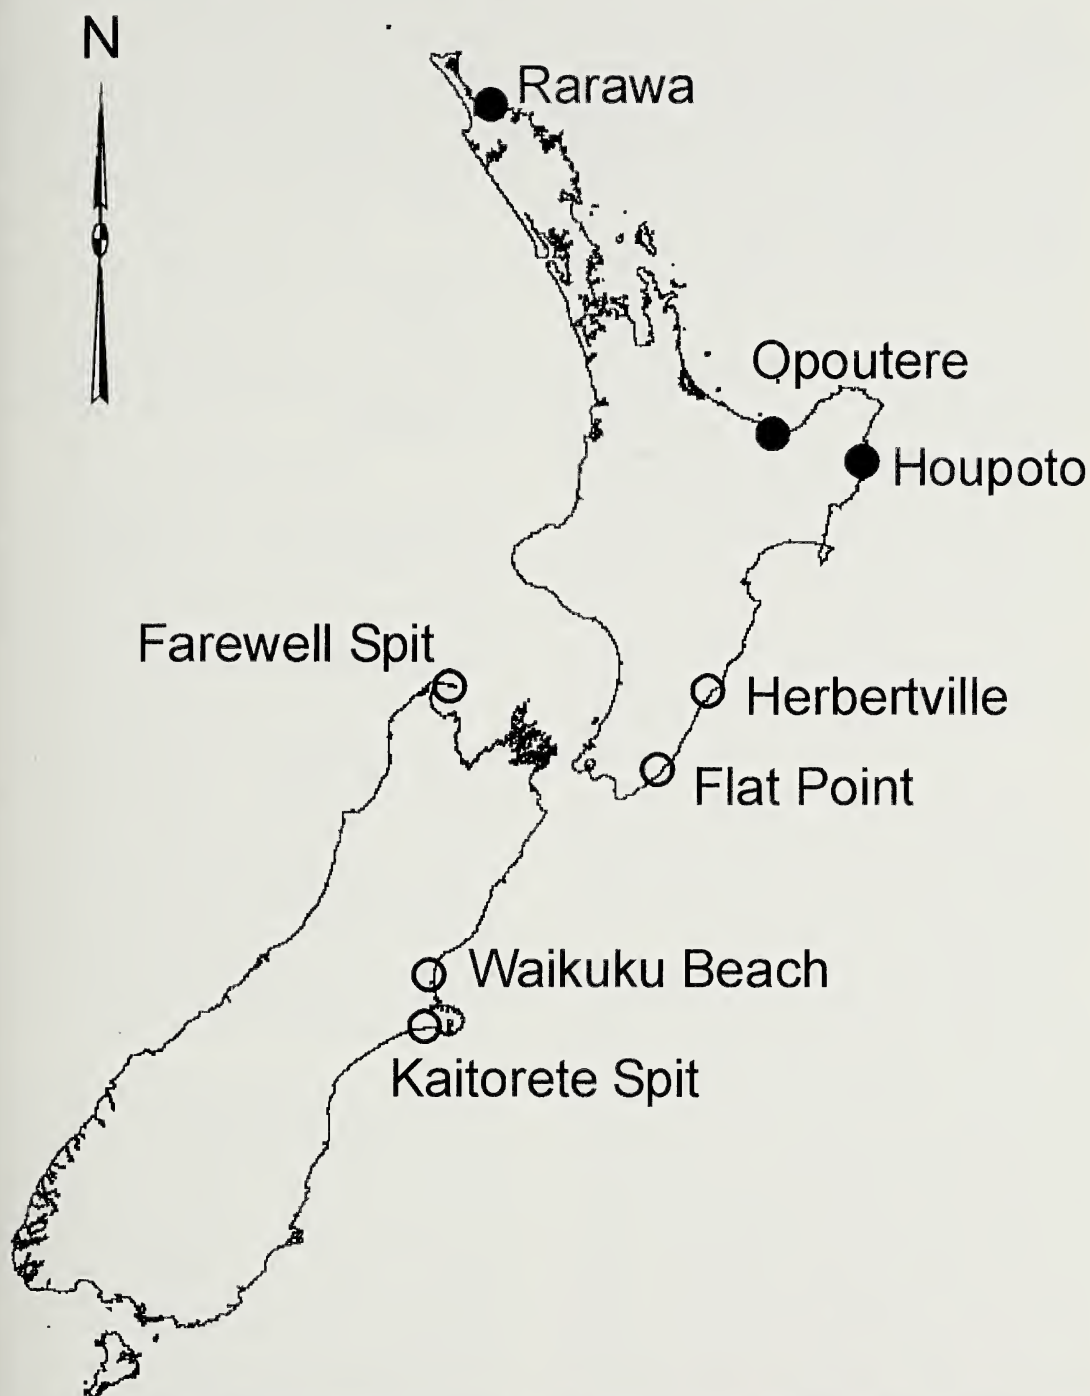 N
Rarawa
Opoutere
Houpoto
Farewell Spit
Herbertville
Flat Point
Waikuku Beach
Kaitorete Spit